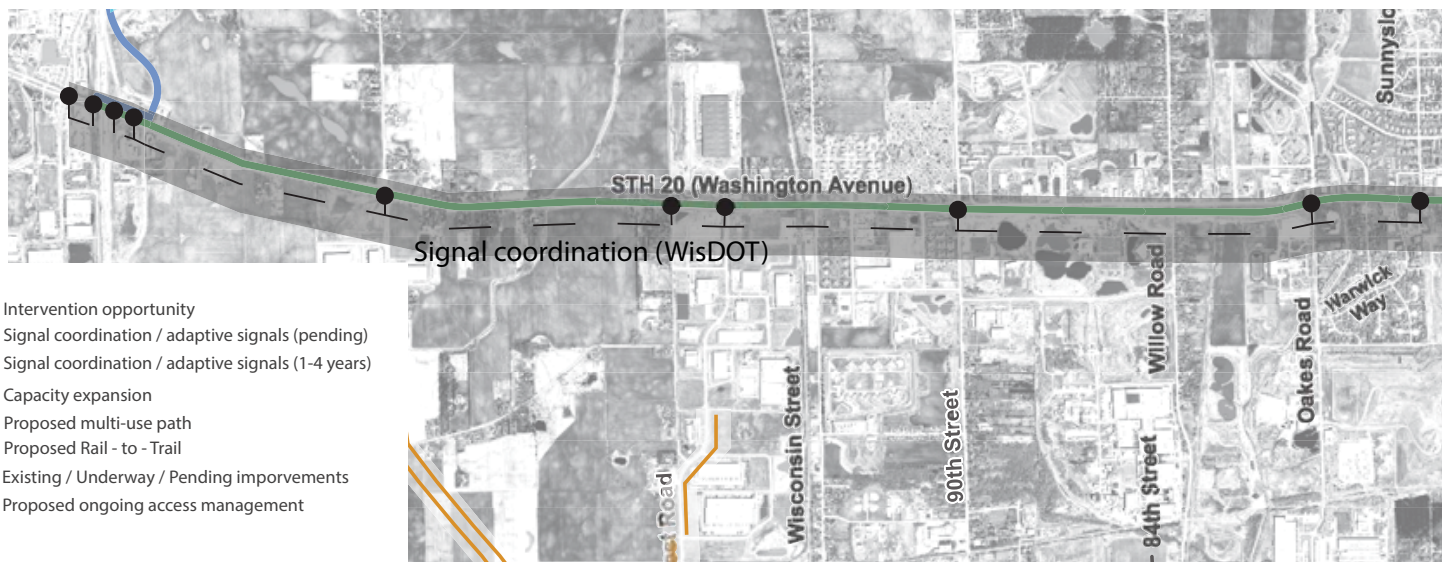 Sunnyslo
STH 20 (Washington Avenue)
Signal coordination (WisDOT)
Intervention opportunity
Signal coordination / adaptive signals (pending)
Signal coordination / adaptive signals (1-4 years)
Capacity expansion
Proposed multi-use path
Proposed Rail - to - Trail
Existing / Underway / Pending imporvements
Proposed ongoing access management
Willow Road
Warwick
Way
Oakes Road
Wisconsin Street
90th Street
- 84th Street
Road